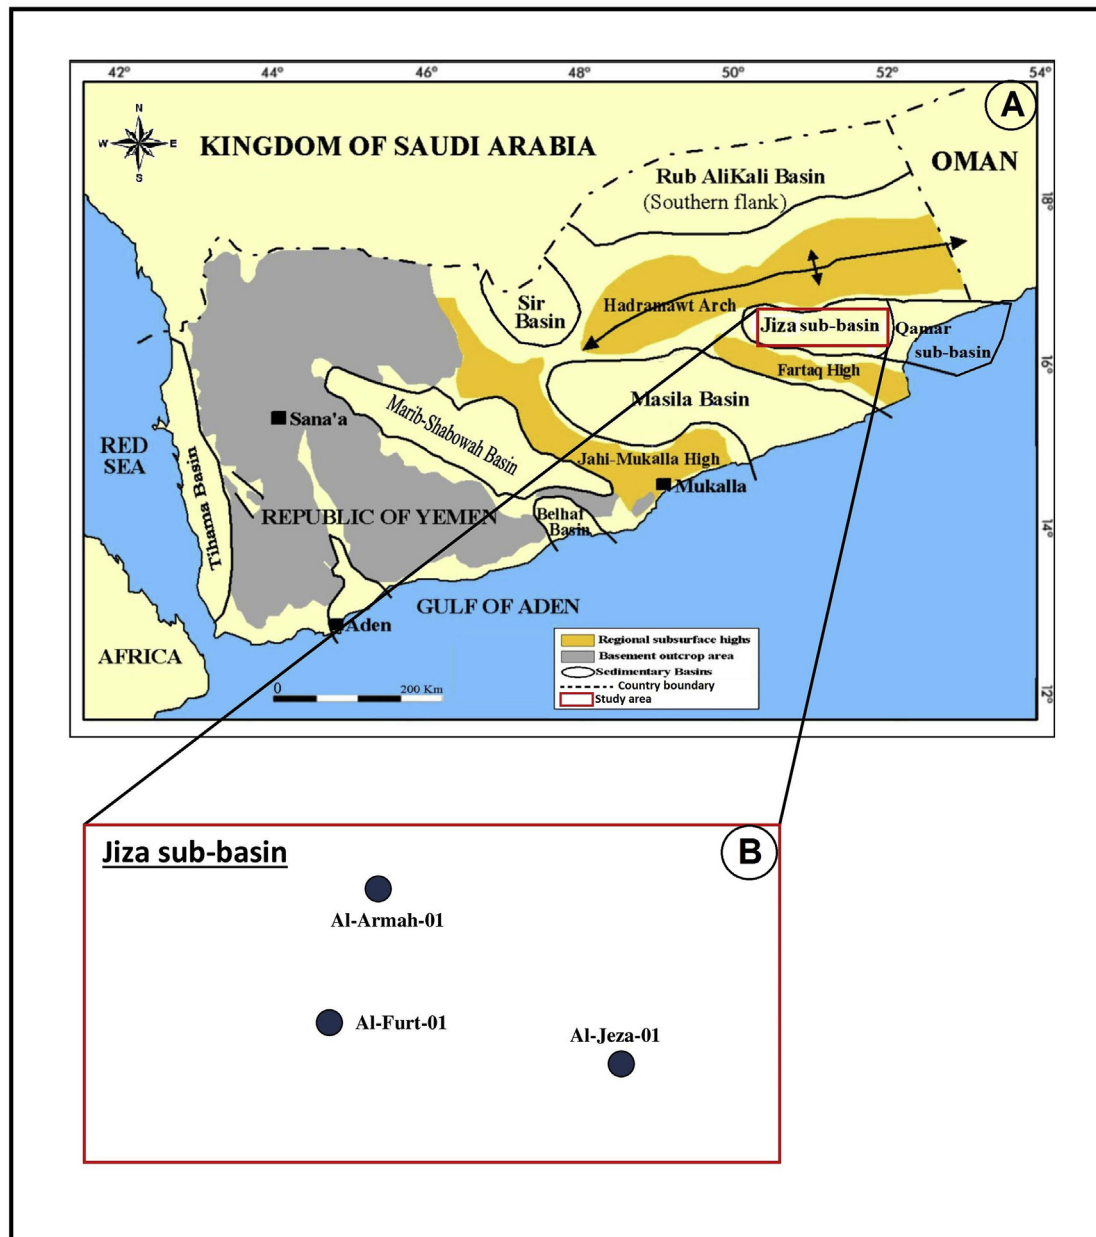 42° 44° 46° 48° 50° 52° 54°
A
N
W E
S
KINGDOM OF SAUDI ARABIA
OMAN
Rub AliKali Basin
(Southern flank)
18°
Sir
Basin
Hadramawt Arch
Jiza sub-basin
Qamar
sub-basin
16°
Fartaq High
Masila Basin
Marib-Shabowah Basin
Sana'a
RED
SEA
Tihama Basin
Jahi-Mukalla High
Mukalla
REPUBLIC OF YEMEN
Belhaf
Basin
14°
GULF OF ADEN
Aden
AFRICA
0 200 Km
Regional subsurface highs
Basement outcrop area
Sedimentary Basins
Country boundary
Study area
12°
Jiza sub-basin
B
Al-Armah-01
Al-Furt-01
Al-Jeza-01